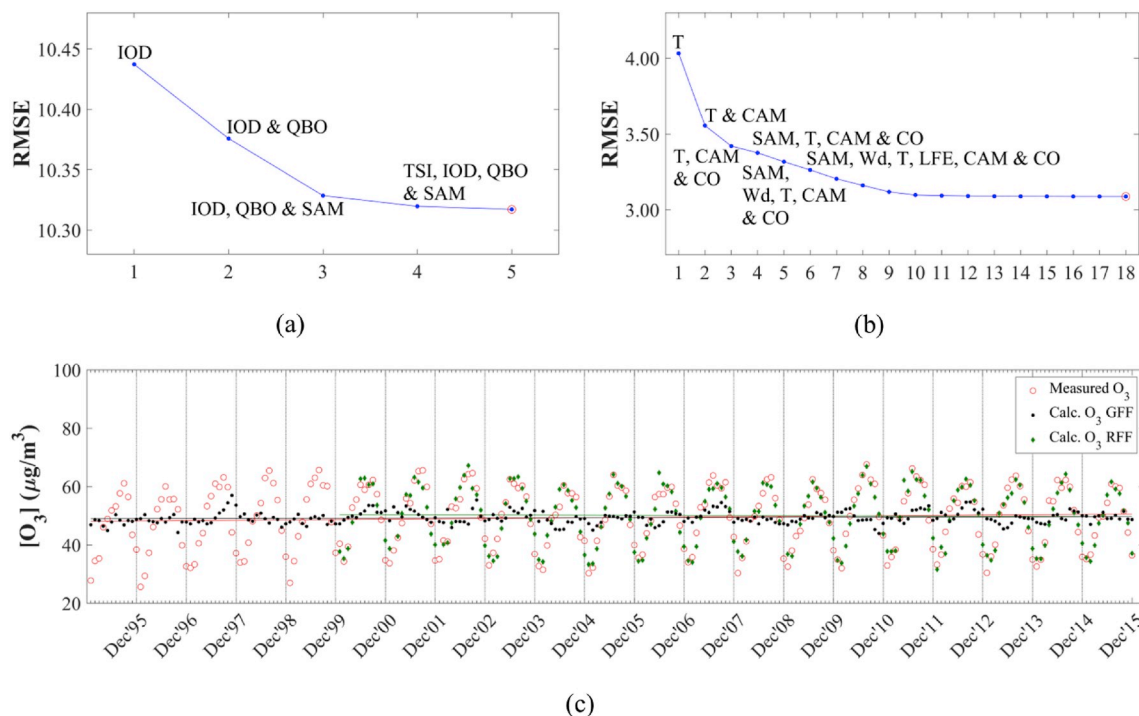 10.45
10.40
10.35
10.30
RMSE
IOD
IOD & QBO
IOD, QBO & SAM
TSI, IOD, QBO
& SAM
1 2 3 4 5
(a)
4.00
3.50
3.00
RMSE
T
T & CAM
T, CAM
& CO
SAM, T, CAM & CO
SAM,
Wd, T, CAM
& CO
SAM, Wd, T, LFE, CAM & CO
1 2 3 4 5 6 7 8 9 10 11 12 13 14 15 16 17 18
(b)
100
80
60
40
20
[O₃] (μg/m³)
Measured O₃
Calc. O₃ GFF
Calc. O₃ RFF
Dec'95 Dec'96 Dec'97 Dec'98 Dec'99 Dec'00 Dec'01 Dec'02 Dec'03 Dec'04 Dec'05 Dec'06 Dec'07 Dec'08 Dec'09 Dec'10 Dec'11 Dec'12 Dec'13 Dec'14 Dec'15
(c)